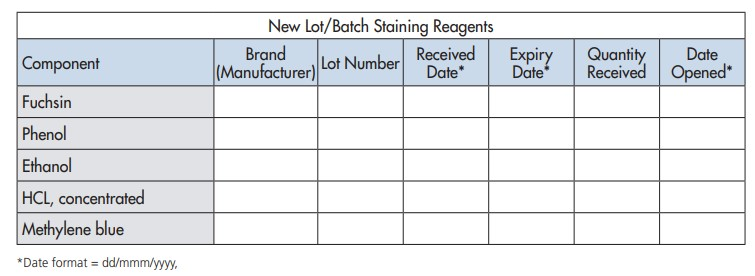 New Lot/Batch Staining Reagents
Component Brand (Manufacturer) Lot Number Received Date* Expiry Date* Quantity Received Date Opened*
Fuchsin
Phenol
Ethanol
HCL, concentrated
Methylene blue
*Date format = dd/mmm/yyyy,